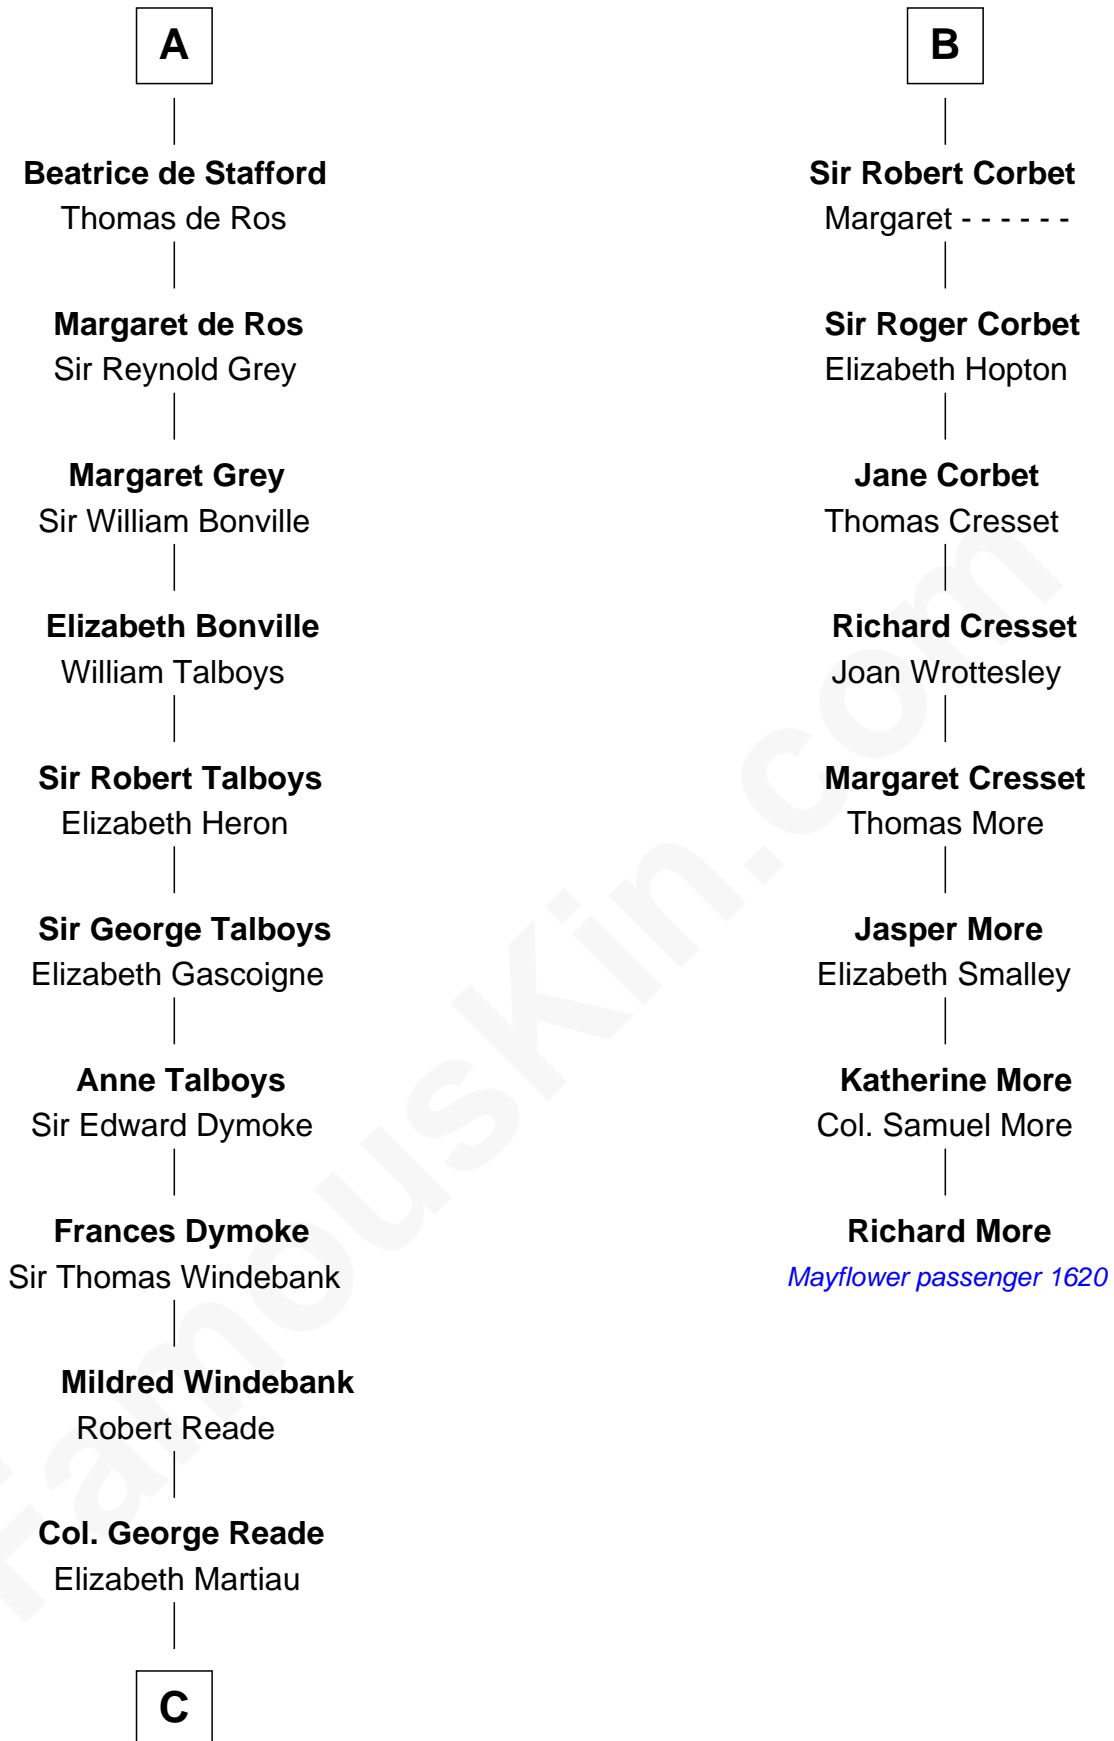 A
Beatrice de Stafford
Thomas de Ros
Margaret de Ros
Sir Reynold Grey
Margaret Grey
Sir William Bonville
Elizabeth Bonville
William Talboys
Sir Robert Talboys
Elizabeth Heron
Sir George Talboys
Elizabeth Gascoigne
Anne Talboys
Sir Edward Dymoke
Frances Dymoke
Sir Thomas Windebank
Mildred Windebank
Robert Reade
Col. George Reade
Elizabeth Martiau
C
B
Sir Robert Corbet
Margaret - - - - - -
Sir Roger Corbet
Elizabeth Hopton
Jane Corbet
Thomas Cresset
Richard Cresset
Joan Wrottesley
Margaret Cresset
Thomas More
Jasper More
Elizabeth Smalley
Katherine More
Col. Samuel More
Richard More
Mayflower passenger 1620
FamousKin.com